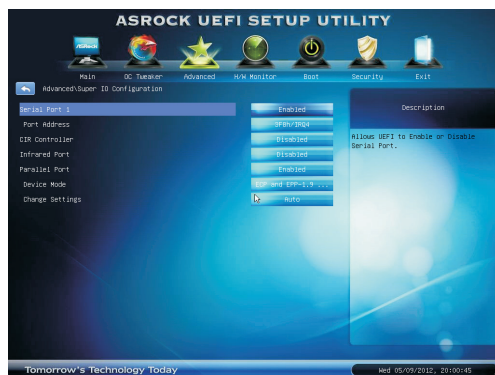 ASROCK UEFI SETUP UTILITY
ASRock
Main OC Tweaker Advanced H/W Monitor Boot Security Exit
Advanced\Super IO Configuration
Serial Port 1 Enabled
Port Address 3F8h/IRQ4
CIR Controller Disabled
Infrared Port Disabled
Parallel Port Enabled
Device Mode ECP and EPP-1.9 ...
Change Settings Auto
Description
Allows UEFI to Enable or Disable
Serial Port.
Tomorrow's Technology Today
Wed 05/09/2012, 20:00:45